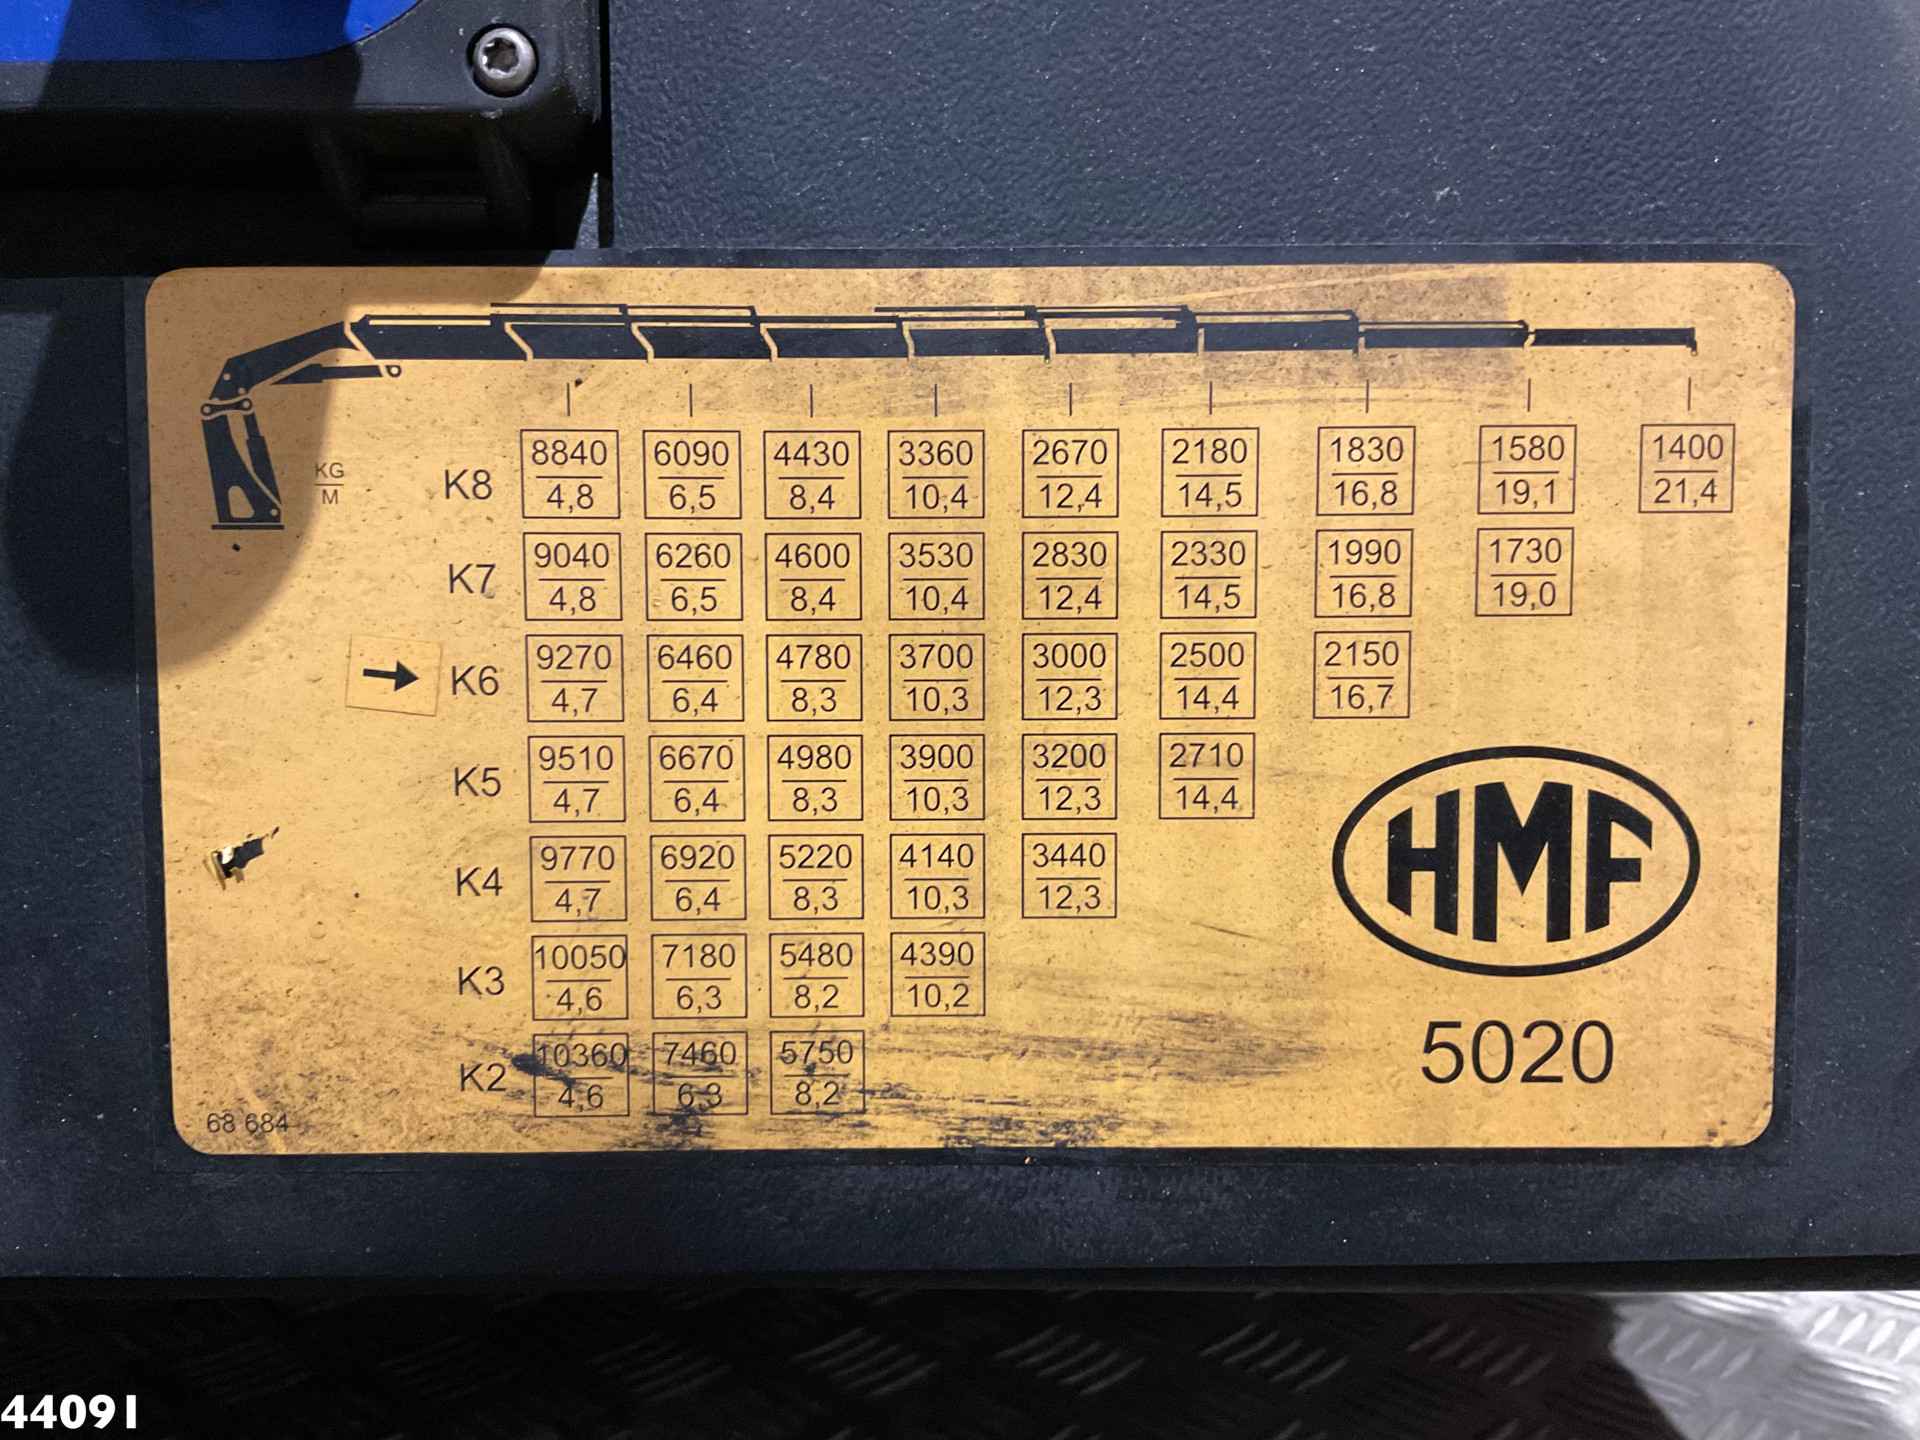 KG
M
K8 8840 6090 4430 3360 2670 2180 1830 1580 1400
4,8 6,5 8,4 10,4 12,4 14,5 16,8 19,1 21,4
K7 9040 6260 4600 3530 2830 2330 1990 1730
4,8 6,5 8,4 10,4 12,4 14,5 16,8 19,0
K6 9270 6460 4780 3700 3000 2500 2150
4,7 6,4 8,3 10,3 12,3 14,4 16,7
K5 9510 6670 4980 3900 3200 2710
4,7 6,4 8,3 10,3 12,3 14,4
K4 9770 6920 5220 4140 3440
4,7 6,4 8,3 10,3 12,3
K3 10050 7180 5480 4390
4,6 6,3 8,2 10,2
K2 10360 7460 5750
4,6 6,3 8,2
HMF
5020
68 684
44091